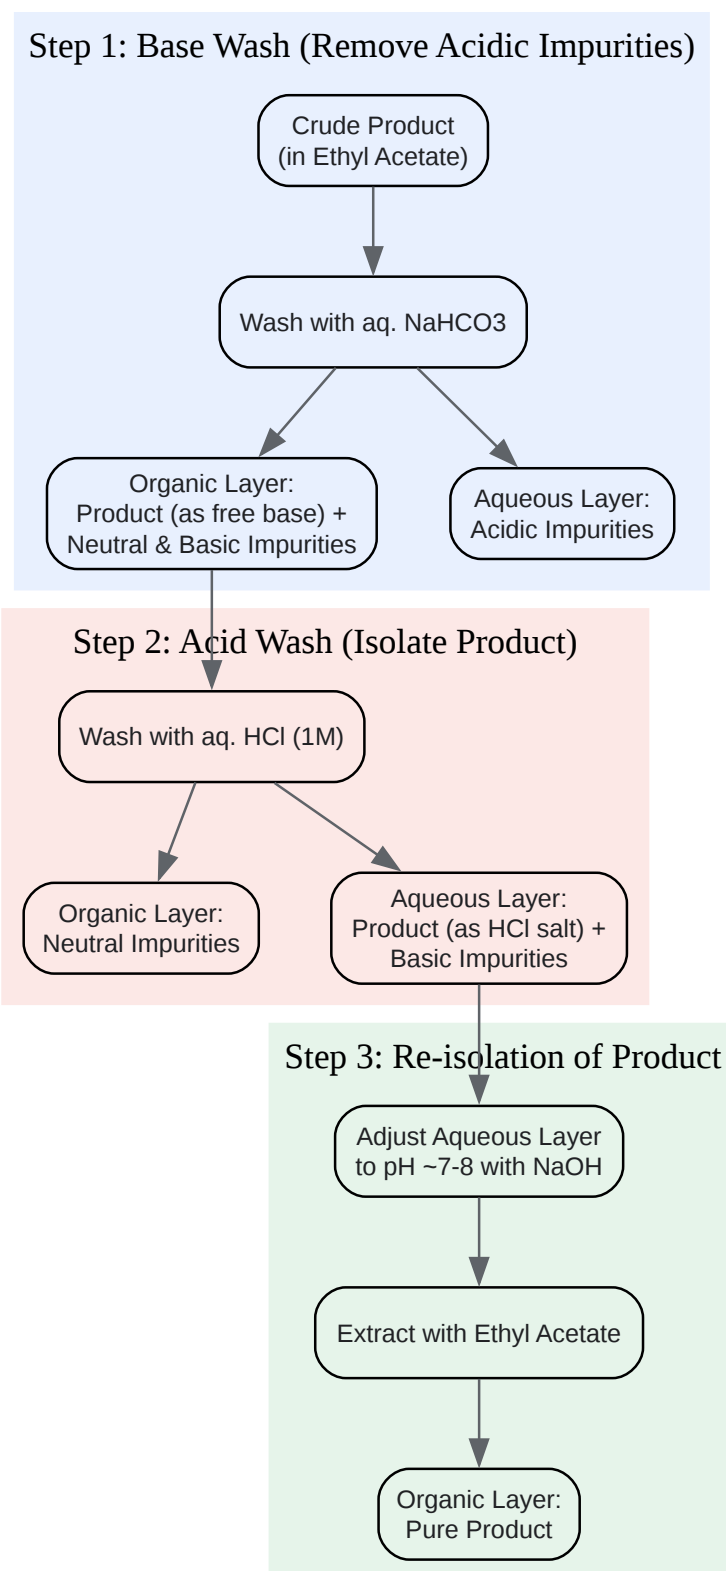 Step 1: Base Wash (Remove Acidic Impurities)
Crude Product
(in Ethyl Acetate)
Wash with aq. NaHCO3
Organic Layer:
Product (as free base) +
Neutral & Basic Impurities
Aqueous Layer:
Acidic Impurities
Step 2: Acid Wash (Isolate Product)
Wash with aq. HCl (1M)
Organic Layer:
Neutral Impurities
Aqueous Layer:
Product (as HCl salt) +
Basic Impurities
Step 3: Re-isolation of Product
Adjust Aqueous Layer
to pH ~7-8 with NaOH
Extract with Ethyl Acetate
Organic Layer:
Pure Product